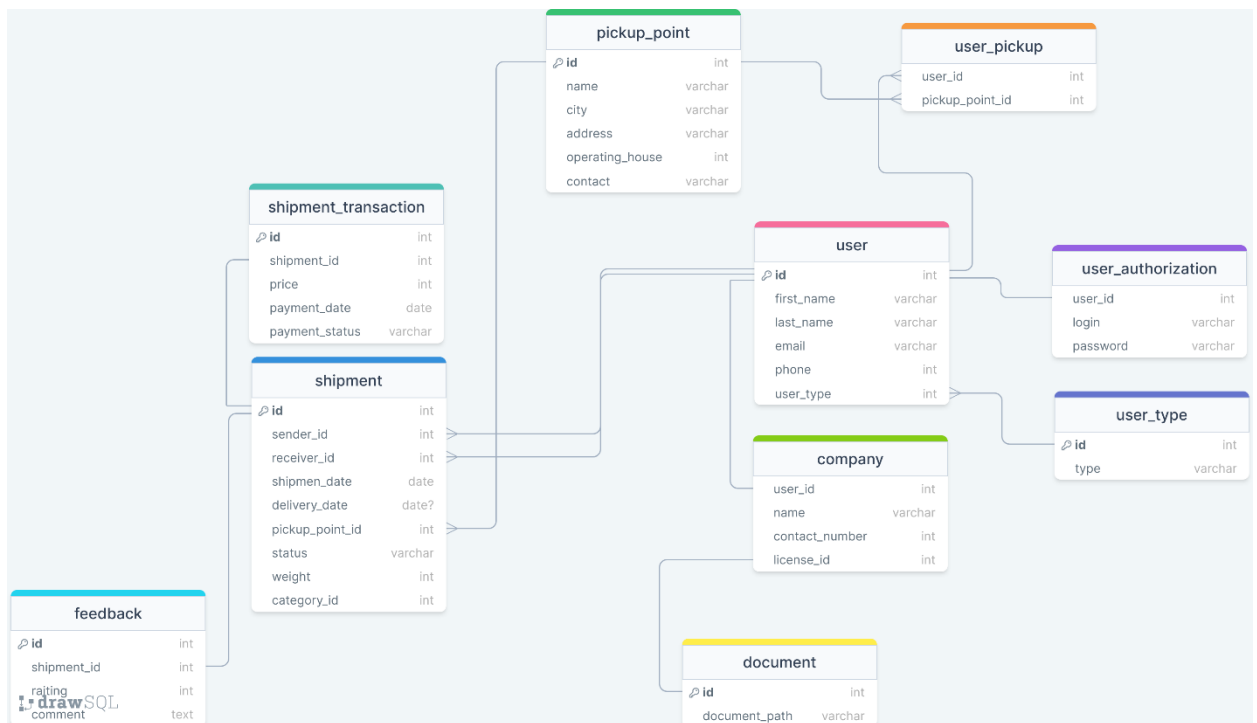 pickup_point
id int
name varchar
city varchar
address varchar
operating_house int
contact varchar
user_pickup
user_id int
pickup_point_id int
shipment_transaction
id int
shipment_id int
price int
payment_date date
payment_status varchar
user
id int
first_name varchar
last_name varchar
email varchar
phone int
user_type int
user_authorization
user_id int
login varchar
password varchar
shipment
id int
sender_id int
receiver_id int
shipmen_date date
delivery_date date?
pickup_point_id int
status varchar
weight int
category_id int
user_type
id int
type varchar
company
user_id int
name varchar
contact_number int
license_id int
feedback
id int
shipment_id int
raiting int
comment text
drawSQL
document
id int
document_path varchar